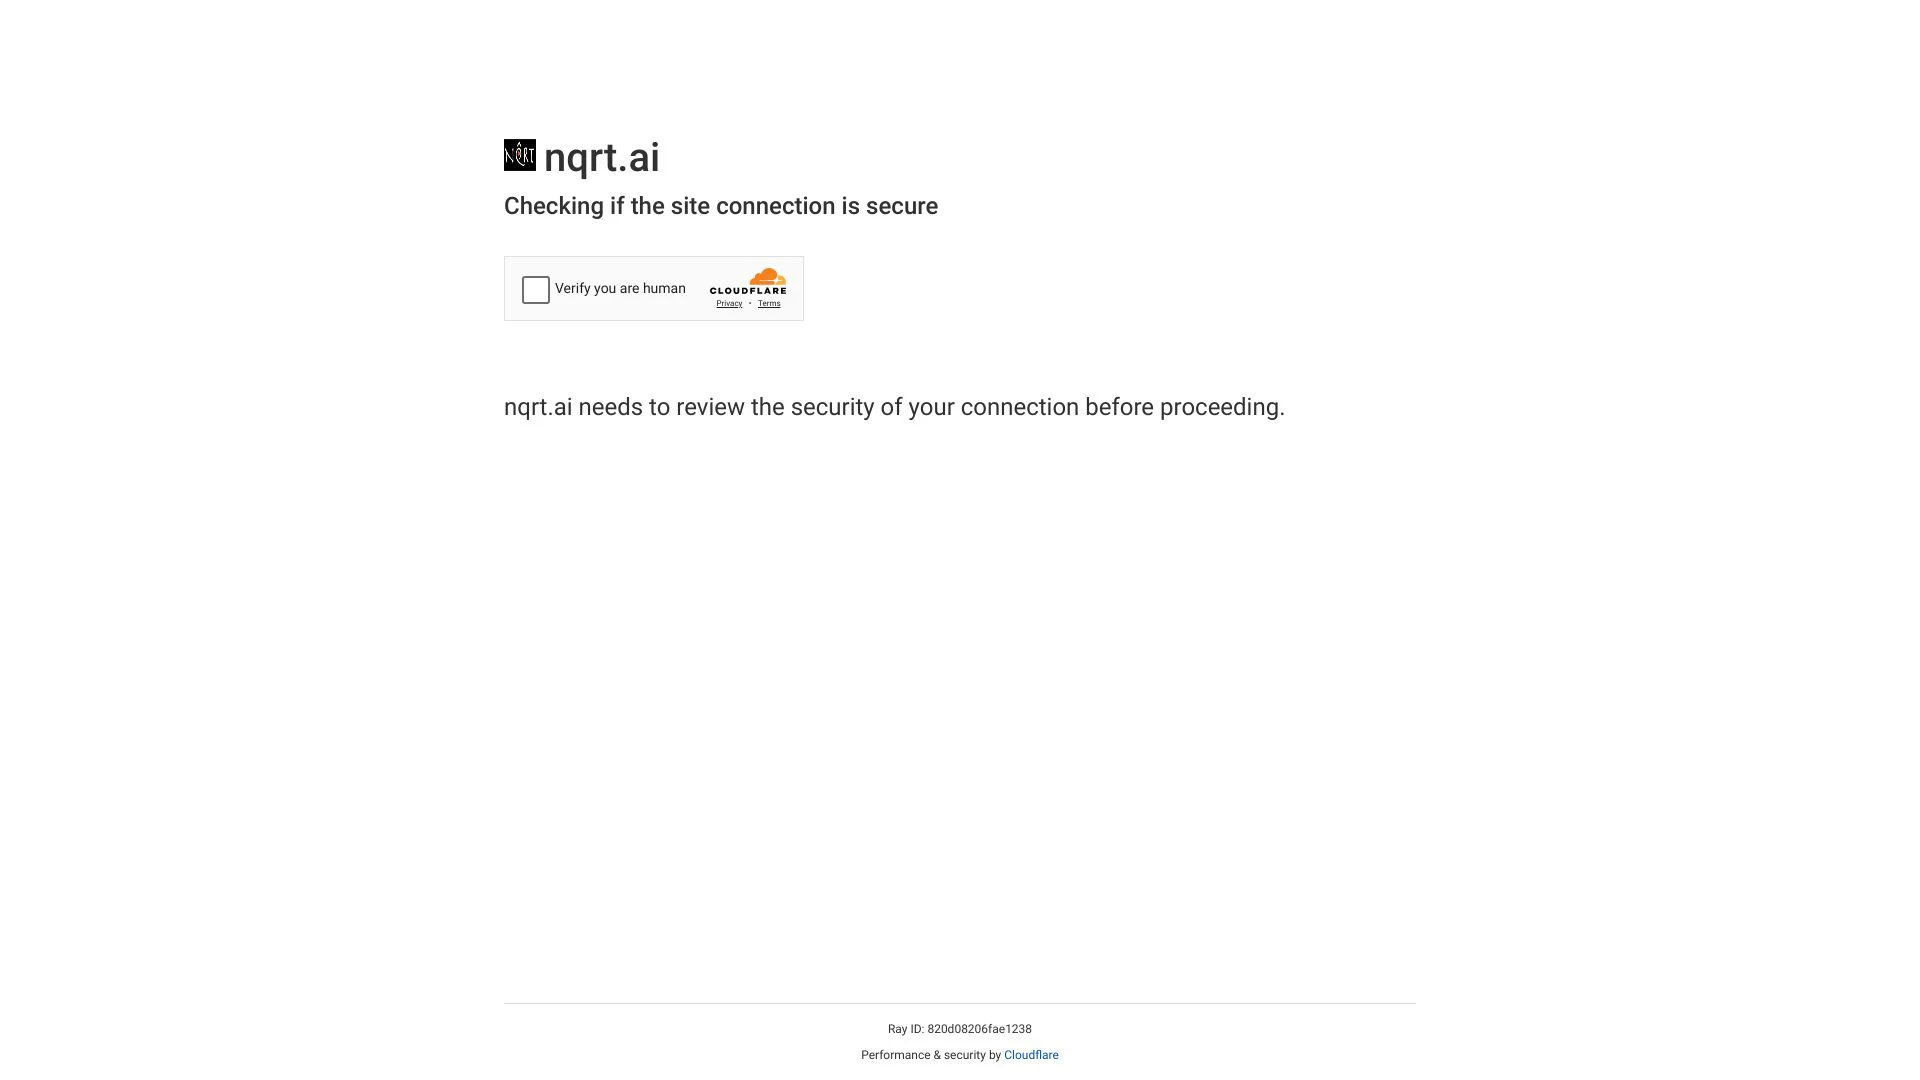 NQRT nqrt.ai
Checking if the site connection is secure
Verify you are human
CLOUDFLARE
Privacy • Terms
nqrt.ai needs to review the security of your connection before proceeding.
Ray ID: 820d08206fae1238
Performance & security by Cloudflare